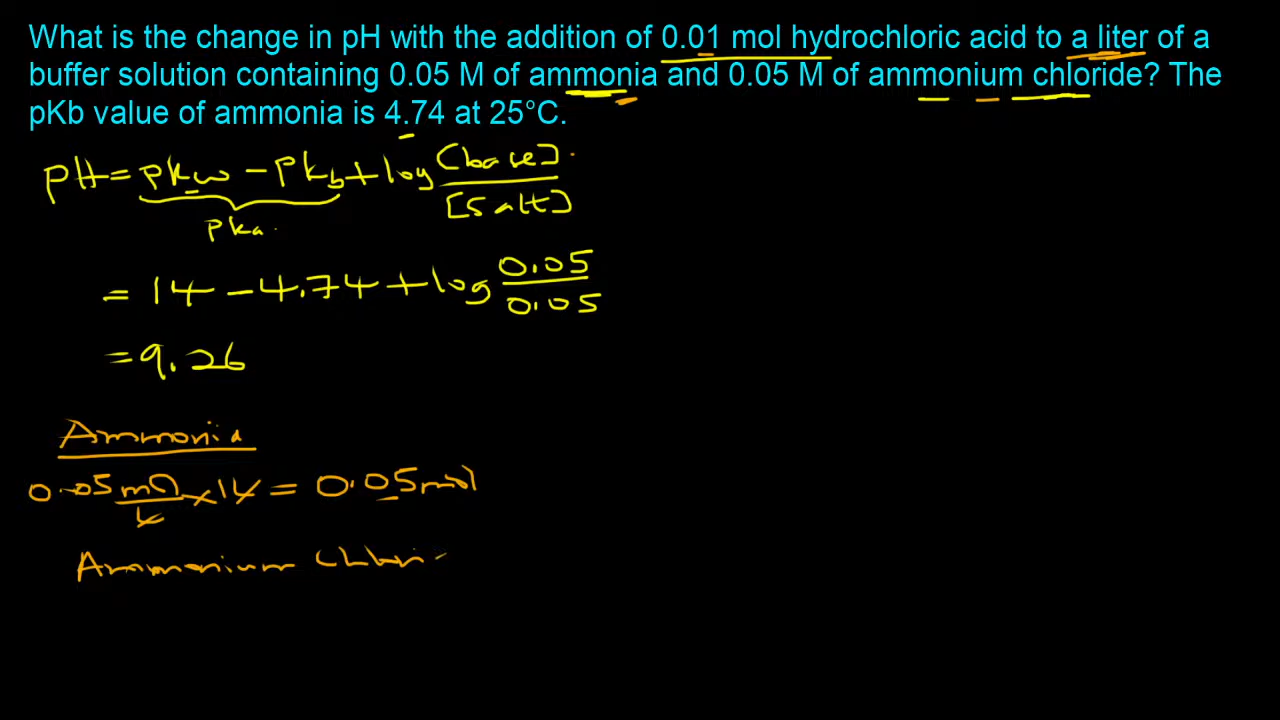 What is the change in pH with the addition of 0.01 mol hydrochloric acid to a liter of a
buffer solution containing 0.05 M of ammonia and 0.05 M of ammonium chloride? The
pKb value of ammonia is 4.74 at 25°C.
pH = pKw - pKb + log [base] / [Salt]
pKa
= 14 - 4.74 + log 0.05 / 0.05
= 9.26
Ammonia
0.05 mol / L × 1L = 0.05 mol
Ammonium Chlori